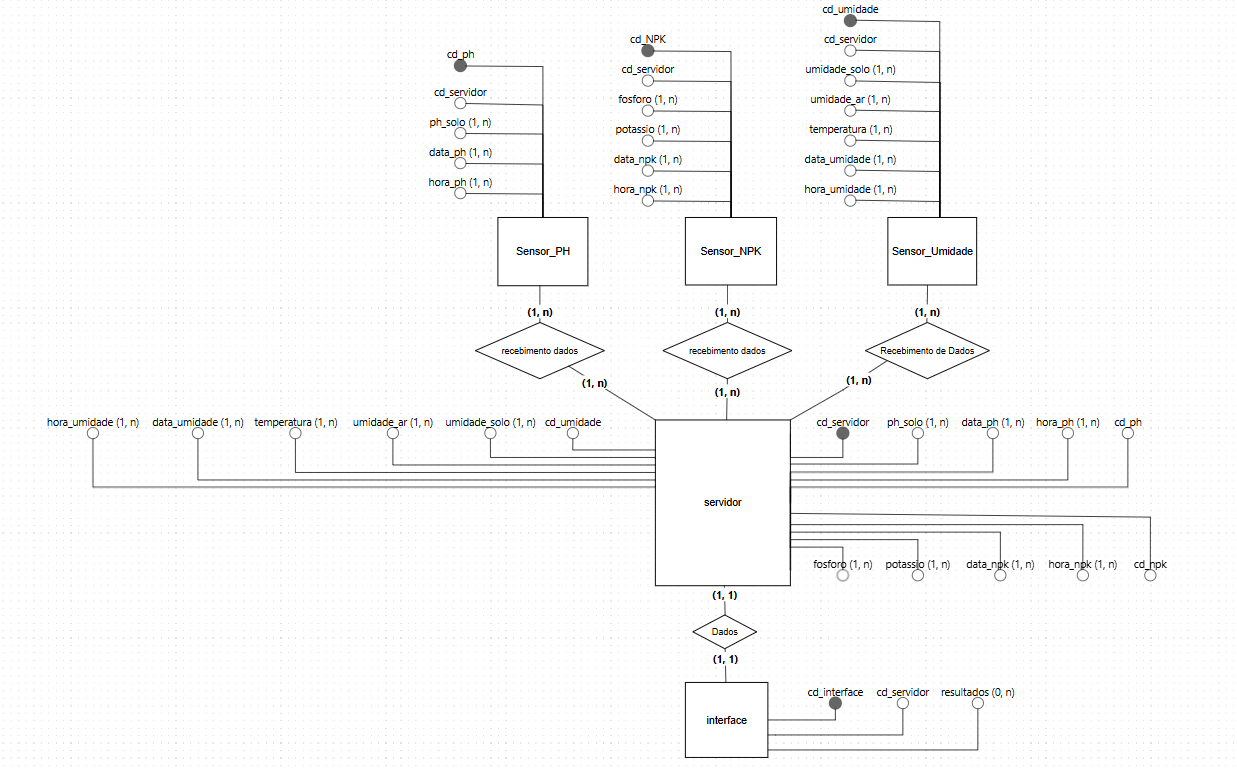 cd_ph
cd_servidor
ph_solo (1, n)
data_ph (1, n)
hora_ph (1, n)
Sensor_PH
(1, n)
recebimento dados
(1, n)
cd_NPK
cd_servidor
fosforo (1, n)
potassio (1, n)
data_npk (1, n)
hora_npk (1, n)
Sensor_NPK
(1, n)
recebimento dados
(1, n)
cd_umidade
cd_servidor
umidade_solo (1, n)
umidade_ar (1, n)
temperatura (1, n)
data_umidade (1, n)
hora_umidade (1, n)
Sensor_Umidade
(1, n)
Recebimento de Dados
(1, n)
hora_umidade (1, n)
data_umidade (1, n)
temperatura (1, n)
umidade_ar (1, n)
umidade_solo (1, n)
cd_umidade
cd_servidor
ph_solo (1, n)
data_ph (1, n)
hora_ph (1, n)
cd_ph
servidor
fosforo (1, n)
potassio (1, n)
data_npk (1, n)
hora_npk (1, n)
cd_npk
(1, 1)
Dados
(1, 1)
interface
cd_interface
cd_servidor
resultados (0, n)